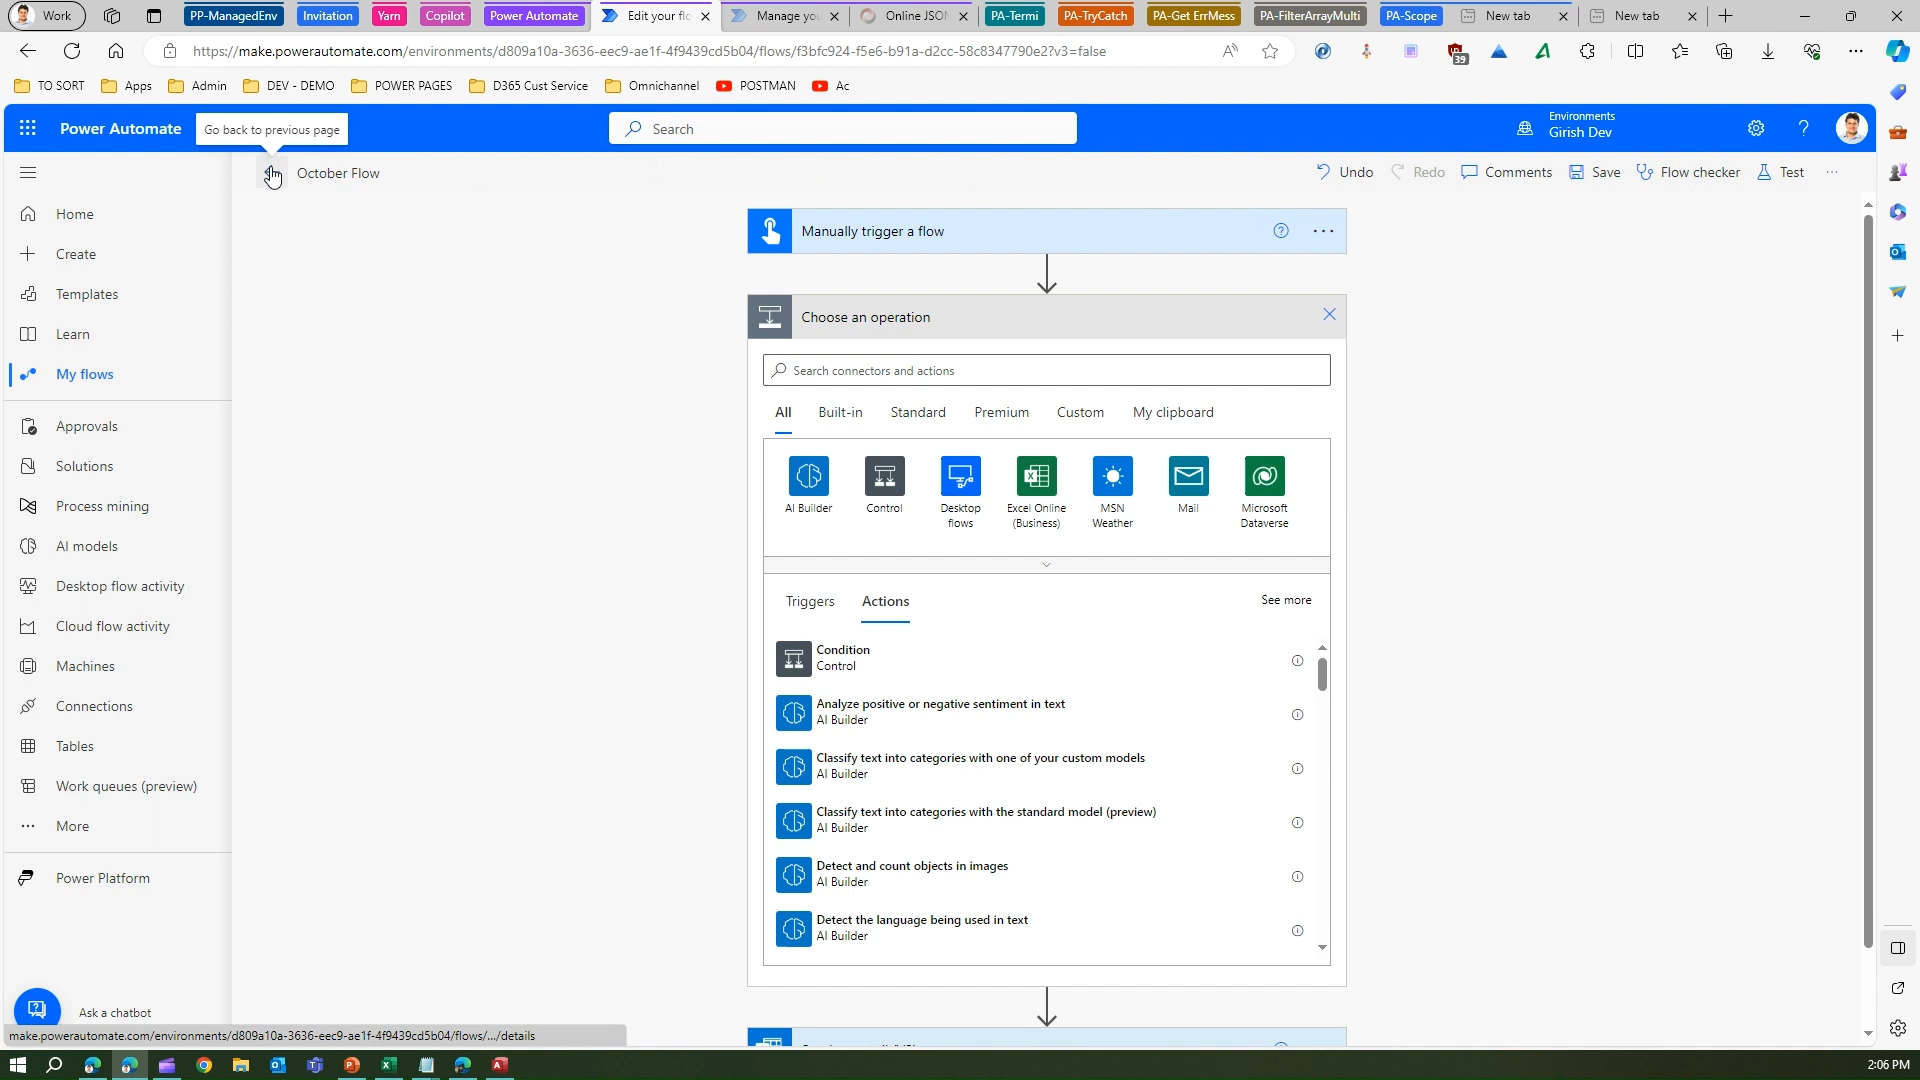 Work
PP-ManagedEnv
Invitation
Yarn
Copilot
Power Automate
Edit your flo
Manage you
Online JSON
PA-Termi
PA-TryCatch
PA-Get ErrMess
PA-FilterArrayMulti
PA-Scope
New tab
New tab
https://make.powerautomate.com/environments/d809a10a-3636-eec9-ae1f-4f9439cd5b04/flows/f3bfc924-f5e6-b91a-d2cc-58c8347790e2?v3=false
39
TO SORT
Apps
Admin
DEV - DEMO
POWER PAGES
D365 Cust Service
Omnichannel
POSTMAN
Ac
Power Automate
Go back to previous page
Search
Environments
Girish Dev
October Flow
Undo
Redo
Comments
Save
Flow checker
Test
Home
Create
Templates
Learn
My flows
Approvals
Solutions
Process mining
AI models
Desktop flow activity
Cloud flow activity
Machines
Connections
Tables
Work queues (preview)
More
Power Platform
Ask a chatbot
Manually trigger a flow
Choose an operation
Search connectors and actions
All
Built-in
Standard
Premium
Custom
My clipboard
AI Builder
Control
Desktop flows
Excel Online (Business)
MSN Weather
Mail
Microsoft Dataverse
Triggers
Actions
See more
Condition
Control
Analyze positive or negative sentiment in text
AI Builder
Classify text into categories with one of your custom models
AI Builder
Classify text into categories with the standard model (preview)
AI Builder
Detect and count objects in images
AI Builder
Detect the language being used in text
AI Builder
make.powerautomate.com/environments/d809a10a-3636-eec9-ae1f-4f9439cd5b04/flows/.../details
2:06 PM